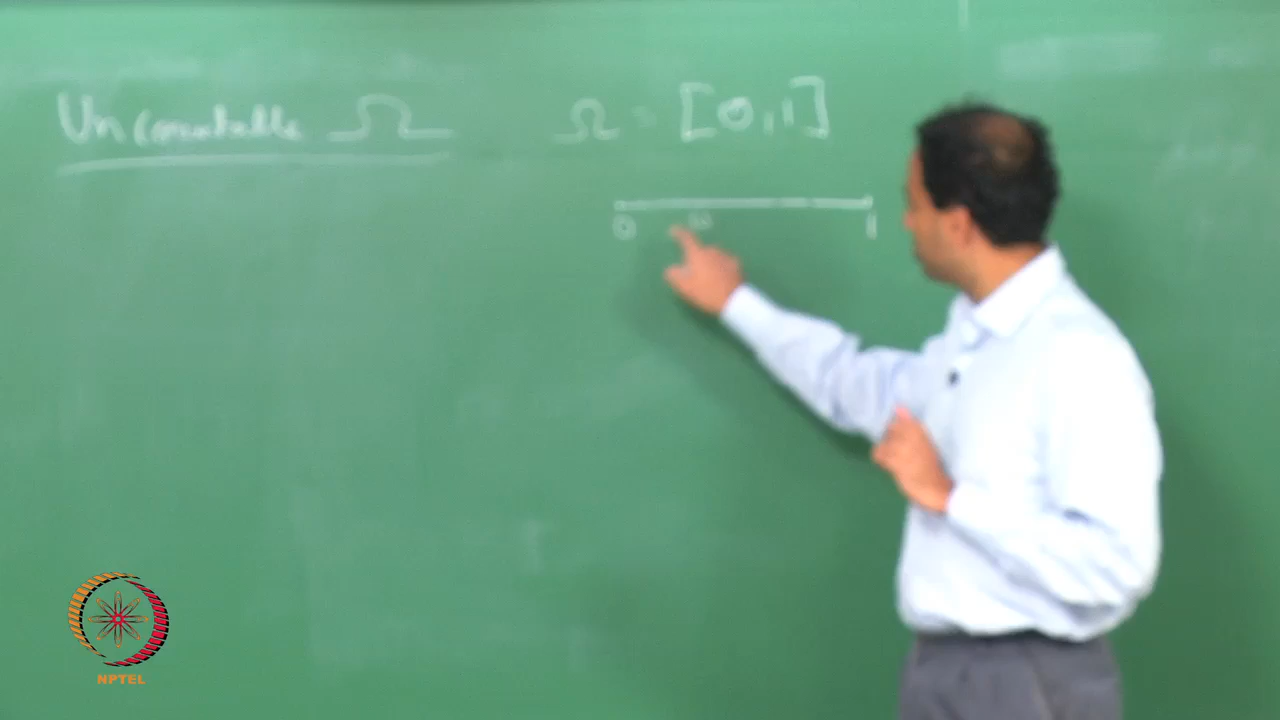 Uncountable Ω Ω = [0,1]
0 ω 1
NPTEL